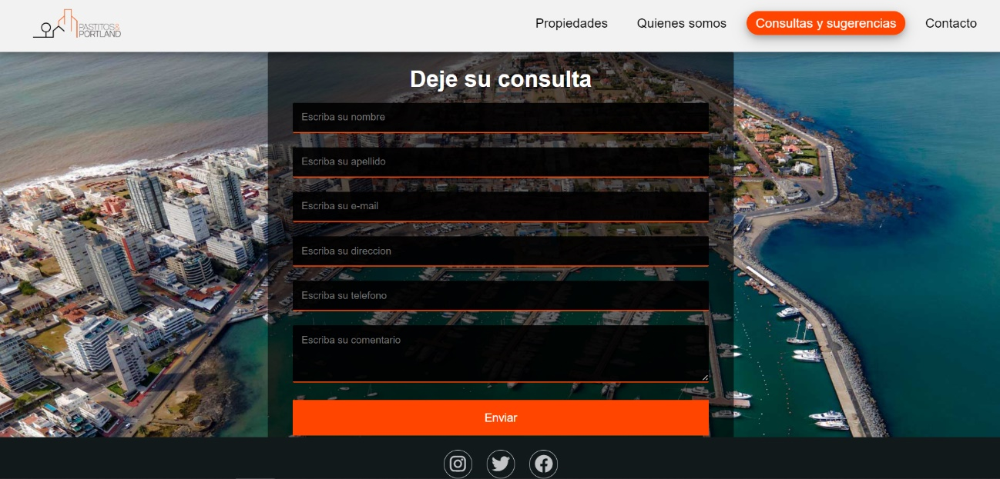 PASTITOS&
PORTLAND
Propiedades
Quienes somos
Consultas y sugerencias
Contacto
Deje su consulta
Escriba su nombre
Escriba su apellido
Escriba su e-mail
Escriba su direccion
Escriba su telefono
Escriba su comentario
Enviar